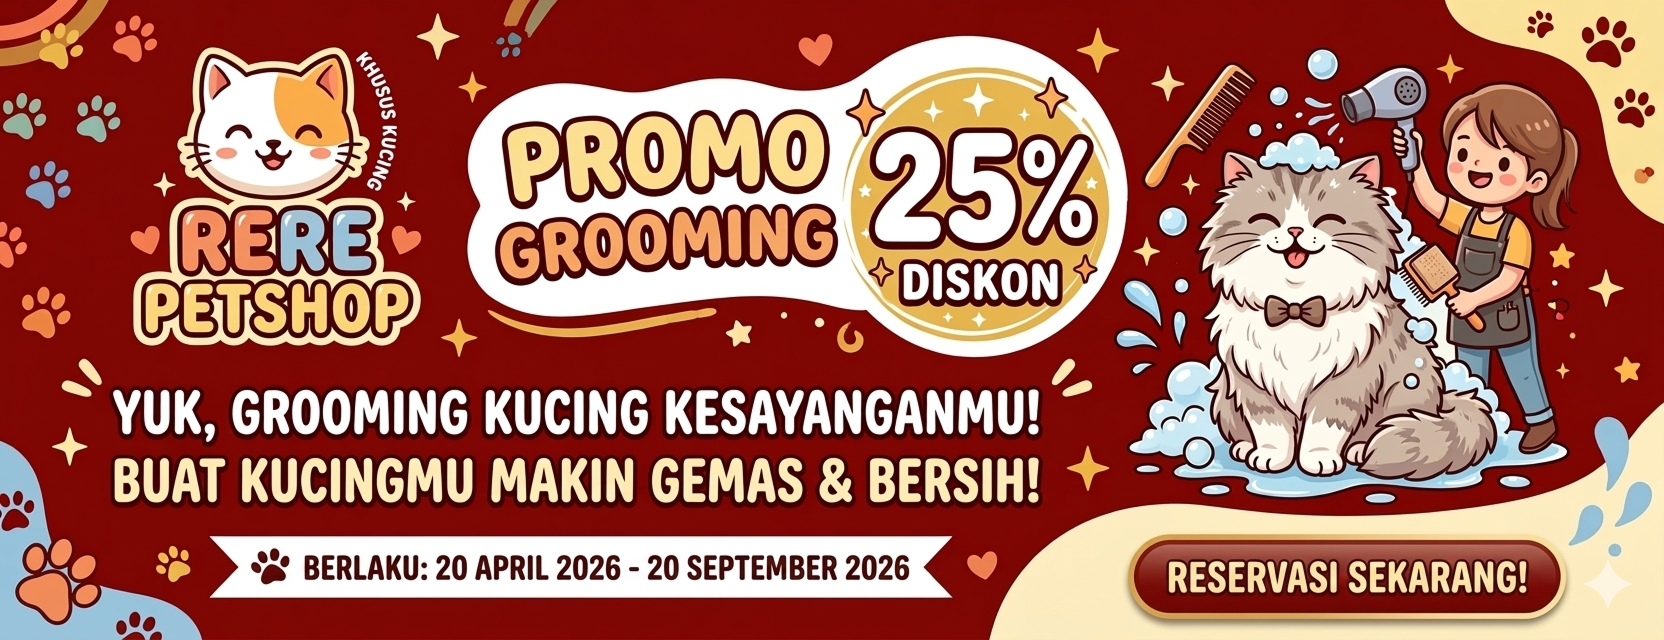 KHUSUS KUCING
RERE
PETSHOP
PROMO
GROOMING
25%
DISKON
YUK, GROOMING KUCING KESAYANGANMU!
BUAT KUCINGMU MAKIN GEMAS & BERSIH!
BERLAKU: 20 APRIL 2026 - 20 SEPTEMBER 2026
RESERVASI SEKARANG!